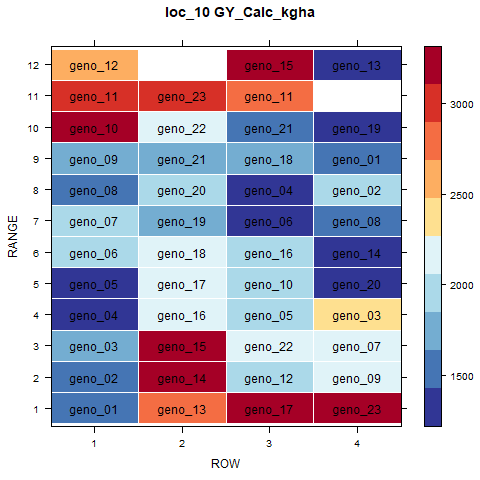 loc_10 GY_Calc_kgha
12 geno_12 geno_15 geno_13
11 geno_11 geno_23 geno_11 3000
10 geno_10 geno_22 geno_21 geno_19
9 geno_09 geno_21 geno_18 geno_01
8 geno_08 geno_20 geno_04 geno_02 2500
7 geno_07 geno_19 geno_06 geno_08
RANGE
6 geno_06 geno_18 geno_16 geno_14
5 geno_05 geno_17 geno_10 geno_20 2000
4 geno_04 geno_16 geno_05 geno_03
3 geno_03 geno_15 geno_22 geno_07
2 geno_02 geno_14 geno_12 geno_09 1500
1 geno_01 geno_13 geno_17 geno_23
1 2 3 4
ROW